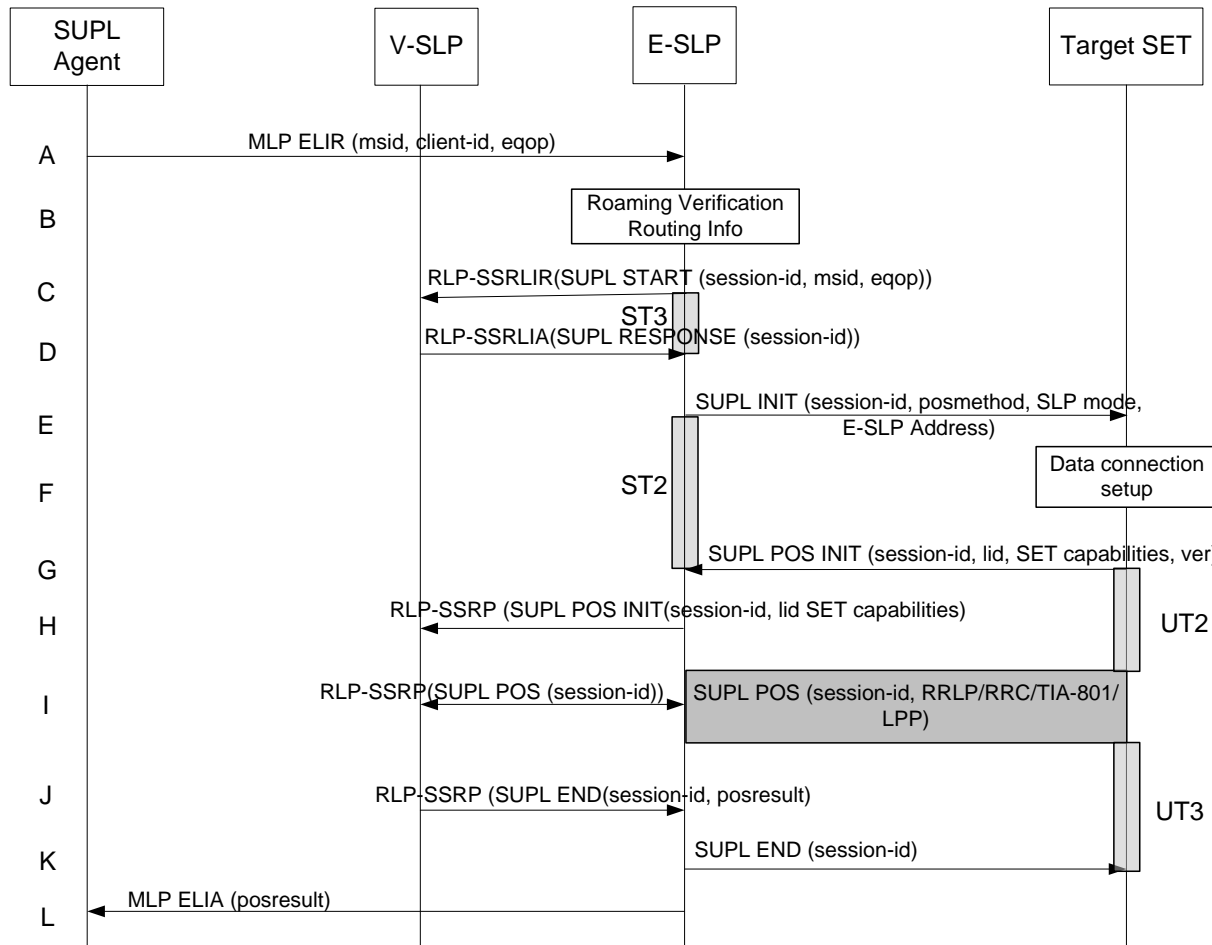 SUPL
Agent
V-SLP
E-SLP
Target SET
A
MLP ELIR (msid, client-id, eqop)
B
Roaming Verification
Routing Info
C
RLP-SSRLIR(SUPL START (session-id, msid, eqop))
ST3
D
RLP-SSRLIA(SUPL RESPONSE (session-id))
E
SUPL INIT (session-id, posmethod, SLP mode,
E-SLP Address)
F
ST2
Data connection
setup
G
SUPL POS INIT (session-id, lid, SET capabilities, ver)
H
RLP-SSRP (SUPL POS INIT(session-id, lid SET capabilities)
UT2
I
RLP-SSRP(SUPL POS (session-id))
SUPL POS (session-id, RRLP/RRC/TIA-801/
LPP)
J
RLP-SSRP (SUPL END(session-id, posresult)
UT3
K
SUPL END (session-id)
L
MLP ELIA (posresult)